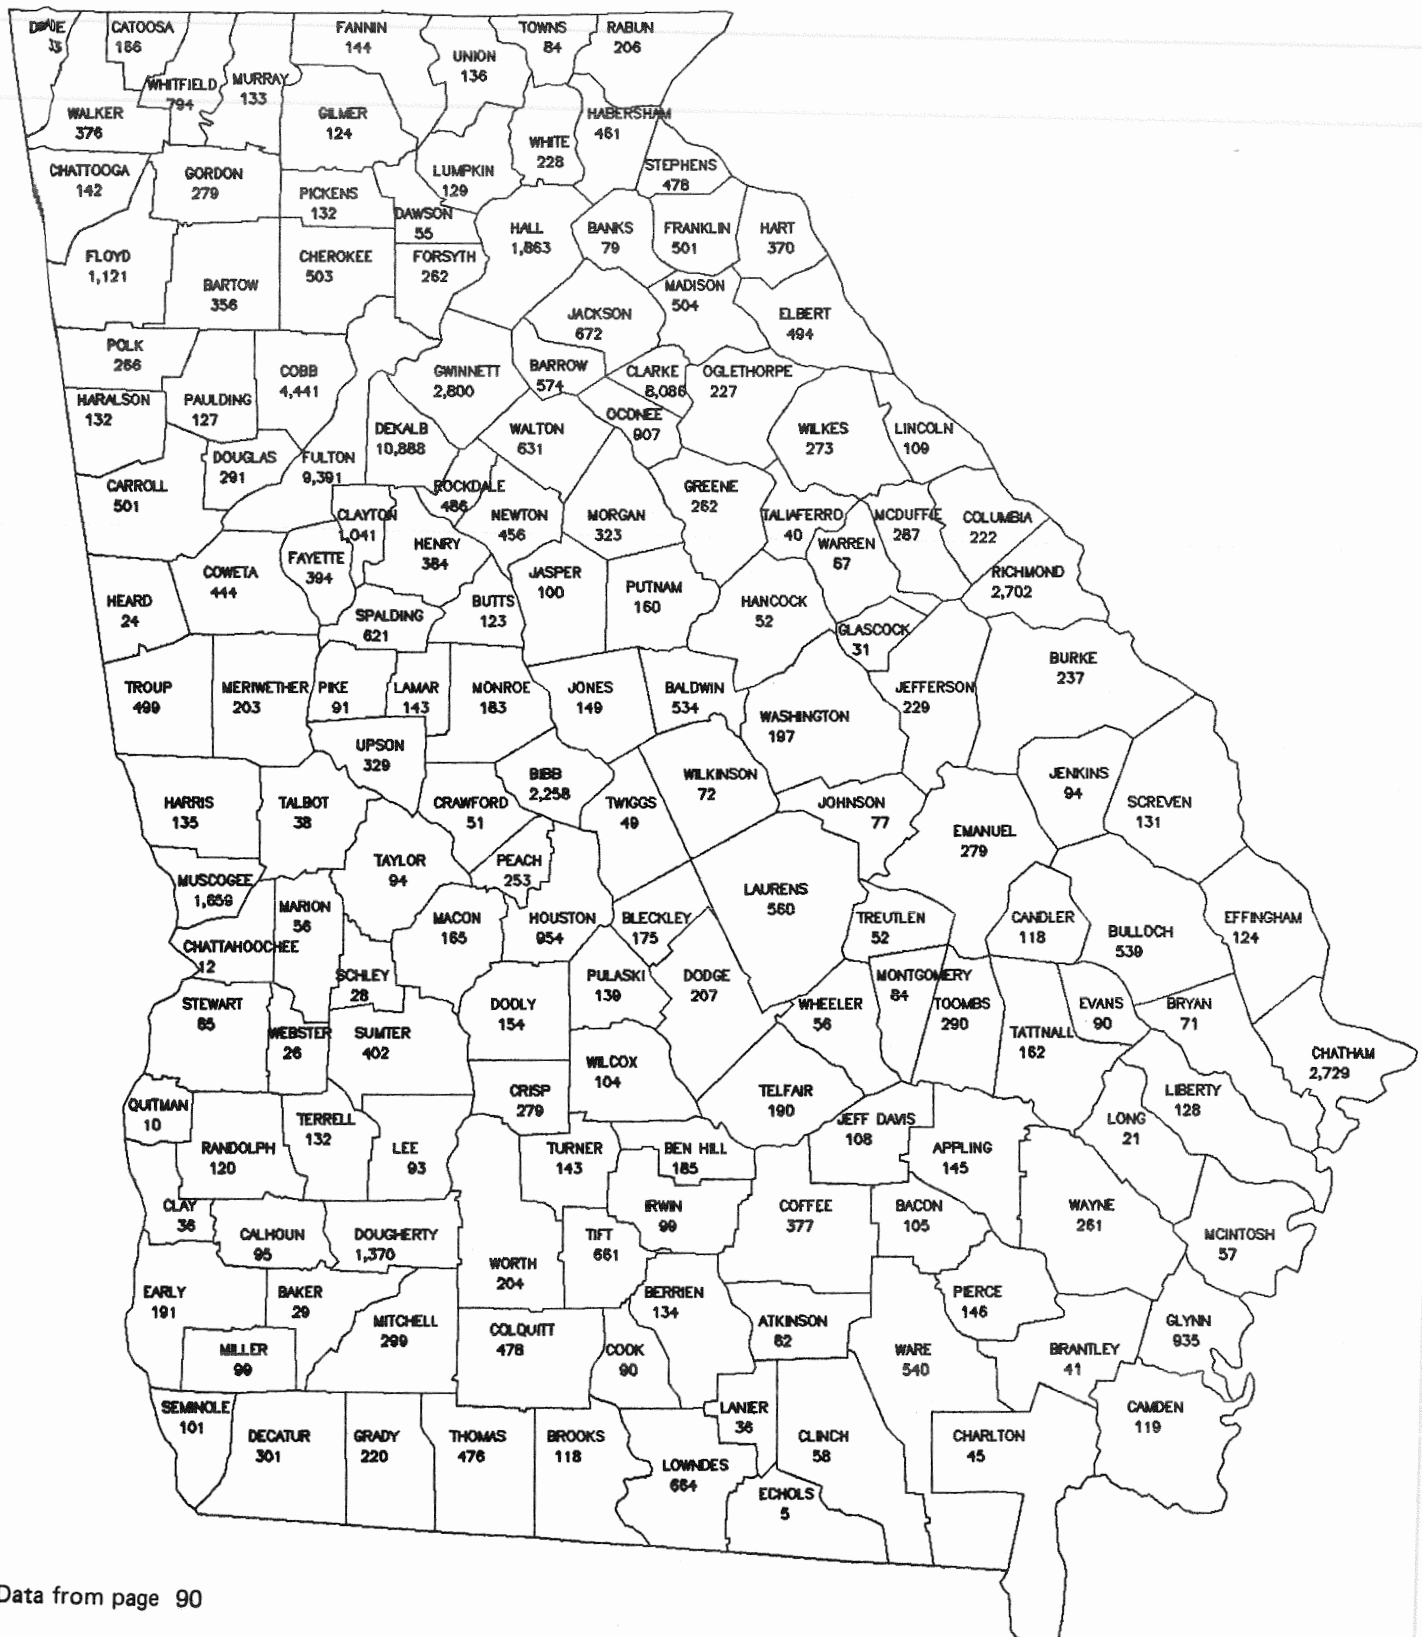 DADE
CATOOSA
166
FANNIN
144
UNION
136
TOWNS
84
RABUN
206
WHITFIELD
794
MURRAY
133
WALKER
376
GILMER
124
WHITE
228
HABERSHAM
461
STEPHENS
478
CHATTOOGA
142
GORDON
279
PICKENS
132
LUMPKIN
129
DAWSON
55
HALL
1,863
BANKS
79
FRANKLIN
501
HART
370
FLOYD
1,121
BARTOW
356
CHEROKEE
503
FORSYTH
262
JACKSON
672
MADISON
504
ELBERT
494
POLK
266
COBB
4,441
GWINNETT
2,800
BARROW
574
CLARKE
8,086
OGLETHORPE
227
HARALSON
132
PAULDING
127
DEKALB
10,888
WALTON
631
OCONEE
907
WILKES
273
LINCOLN
109
CARROLL
501
DOUGLAS
291
FULTON
9,391
ROCKDALE
486
CLAYTON
1,041
NEWTON
456
MORGAN
323
GREENE
262
TALIAFERRO
40
MCDUFFIE
287
COLUMBIA
222
WARREN
67
HENRY
384
FAYETTE
394
COWETA
444
HEARD
24
SPALDING
621
BUTTS
123
JASPER
100
PUTNAM
160
HANCOCK
52
GLASCOCK
31
RICHMOND
2,702
BURKE
237
TROUP
499
MERIWETHER
203
PIKE
91
LAMAR
143
MONROE
183
JONES
149
BALDWIN
534
WASHINGTON
197
JEFFERSON
229
UPSON
329
HARRIS
135
TALBOT
38
CRAWFORD
51
BIBB
2,258
TWIGGS
49
WILKINSON
72
JOHNSON
77
EMANUEL
279
JENKINS
94
SCREVEN
131
TAYLOR
94
PEACH
253
MUSCOGEE
1,659
MARION
56
MACON
165
HOUSTON
954
BLECKLEY
175
LAURENS
560
TREUTLEN
52
CANDLER
118
BULLOCH
539
EFFINGHAM
124
CHATTAHOOCHEE
12
SCHLEY
28
STEWART
65
WEBSTER
26
SUMTER
402
DOOLY
154
PULASKI
139
DODGE
207
WHEELER
56
MONTGOMERY
84
TOOMBS
290
TATTNALL
162
EVANS
90
BRYAN
71
CHATHAM
2,729
WILCOX
104
CRISP
279
TELFAIR
190
LIBERTY
128
LONG
21
QUITMAN
10
RANDOLPH
120
TERRELL
132
LEE
93
TURNER
143
BEN HILL
185
JEFF DAVIS
108
APPLING
145
CLAY
36
CALHOUN
95
DOUGHERTY
1,370
WORTH
204
TIFT
661
IRWIN
99
COFFEE
377
BACON
105
WAYNE
261
MCINTOSH
57
EARLY
191
BAKER
29
MITCHELL
299
COLQUITT
478
BERRIEN
134
PIERCE
146
MILLER
99
COOK
90
ATKINSON
62
WARE
540
BRANTLEY
41
GLYNN
935
SEMINOLE
101
DECATUR
301
GRADY
220
THOMAS
476
BROOKS
118
LOWNDES
664
LANIER
36
CLINCH
58
ECHOLS
5
CHARLTON
45
CAMDEN
119
Data from page 90